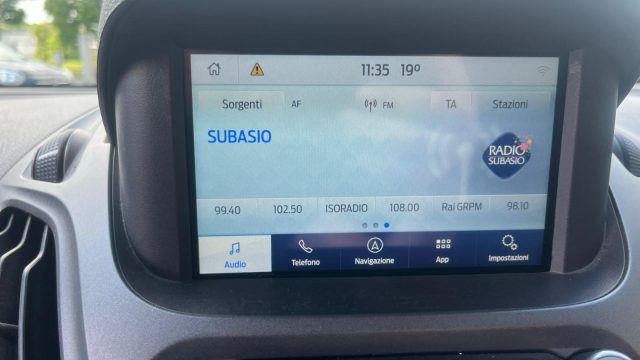 11:35 19°
Sorgenti AF FM TA Stazioni
SUBASIO
RADIO
SUBASIO
99.40 102.50 ISORADIO 108.00 Rai GRPM 98.10
Audio Telefono Navigazione App Impostazioni